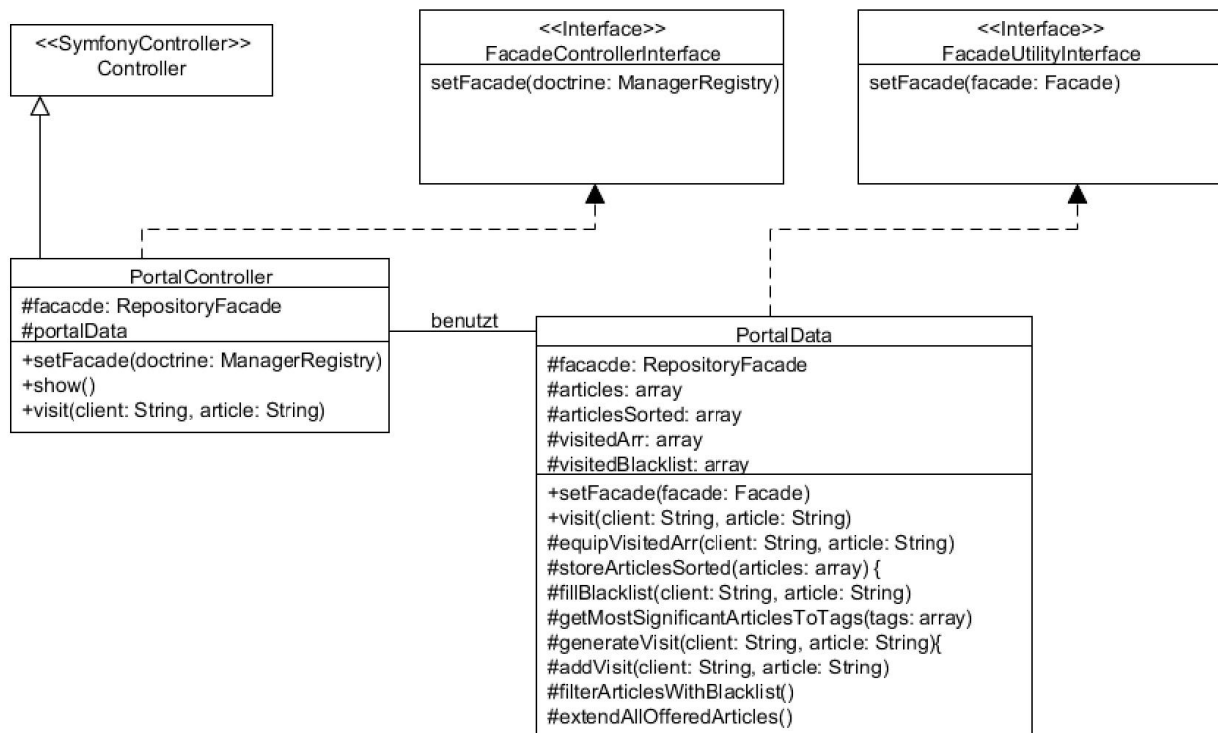 <<SymfonyController>>
Controller
<<Interface>>
FacadeControllerInterface
setFacade(doctrine: ManagerRegistry)
<<Interface>>
FacadeUtilityInterface
setFacade(facade: Facade)
PortalController
#facacde: RepositoryFacade
#portalData
+setFacade(doctrine: ManagerRegistry)
+show()
+visit(client: String, article: String)
benutzt
PortalData
#facacde: RepositoryFacade
#articles: array
#articlesSorted: array
#visitedArr: array
#visitedBlacklist: array
+setFacade(facade: Facade)
+visit(client: String, article: String)
#equipVisitedArr(client: String, article: String)
#storeArticlesSorted(articles: array) {
#fillBlacklist(client: String, article: String)
#getMostSignificantArticlesToTags(tags: array)
#generateVisit(client: String, article: String){
#addVisit(client: String, article: String)
#filterArticlesWithBlacklist()
#extendAllOfferedArticles()